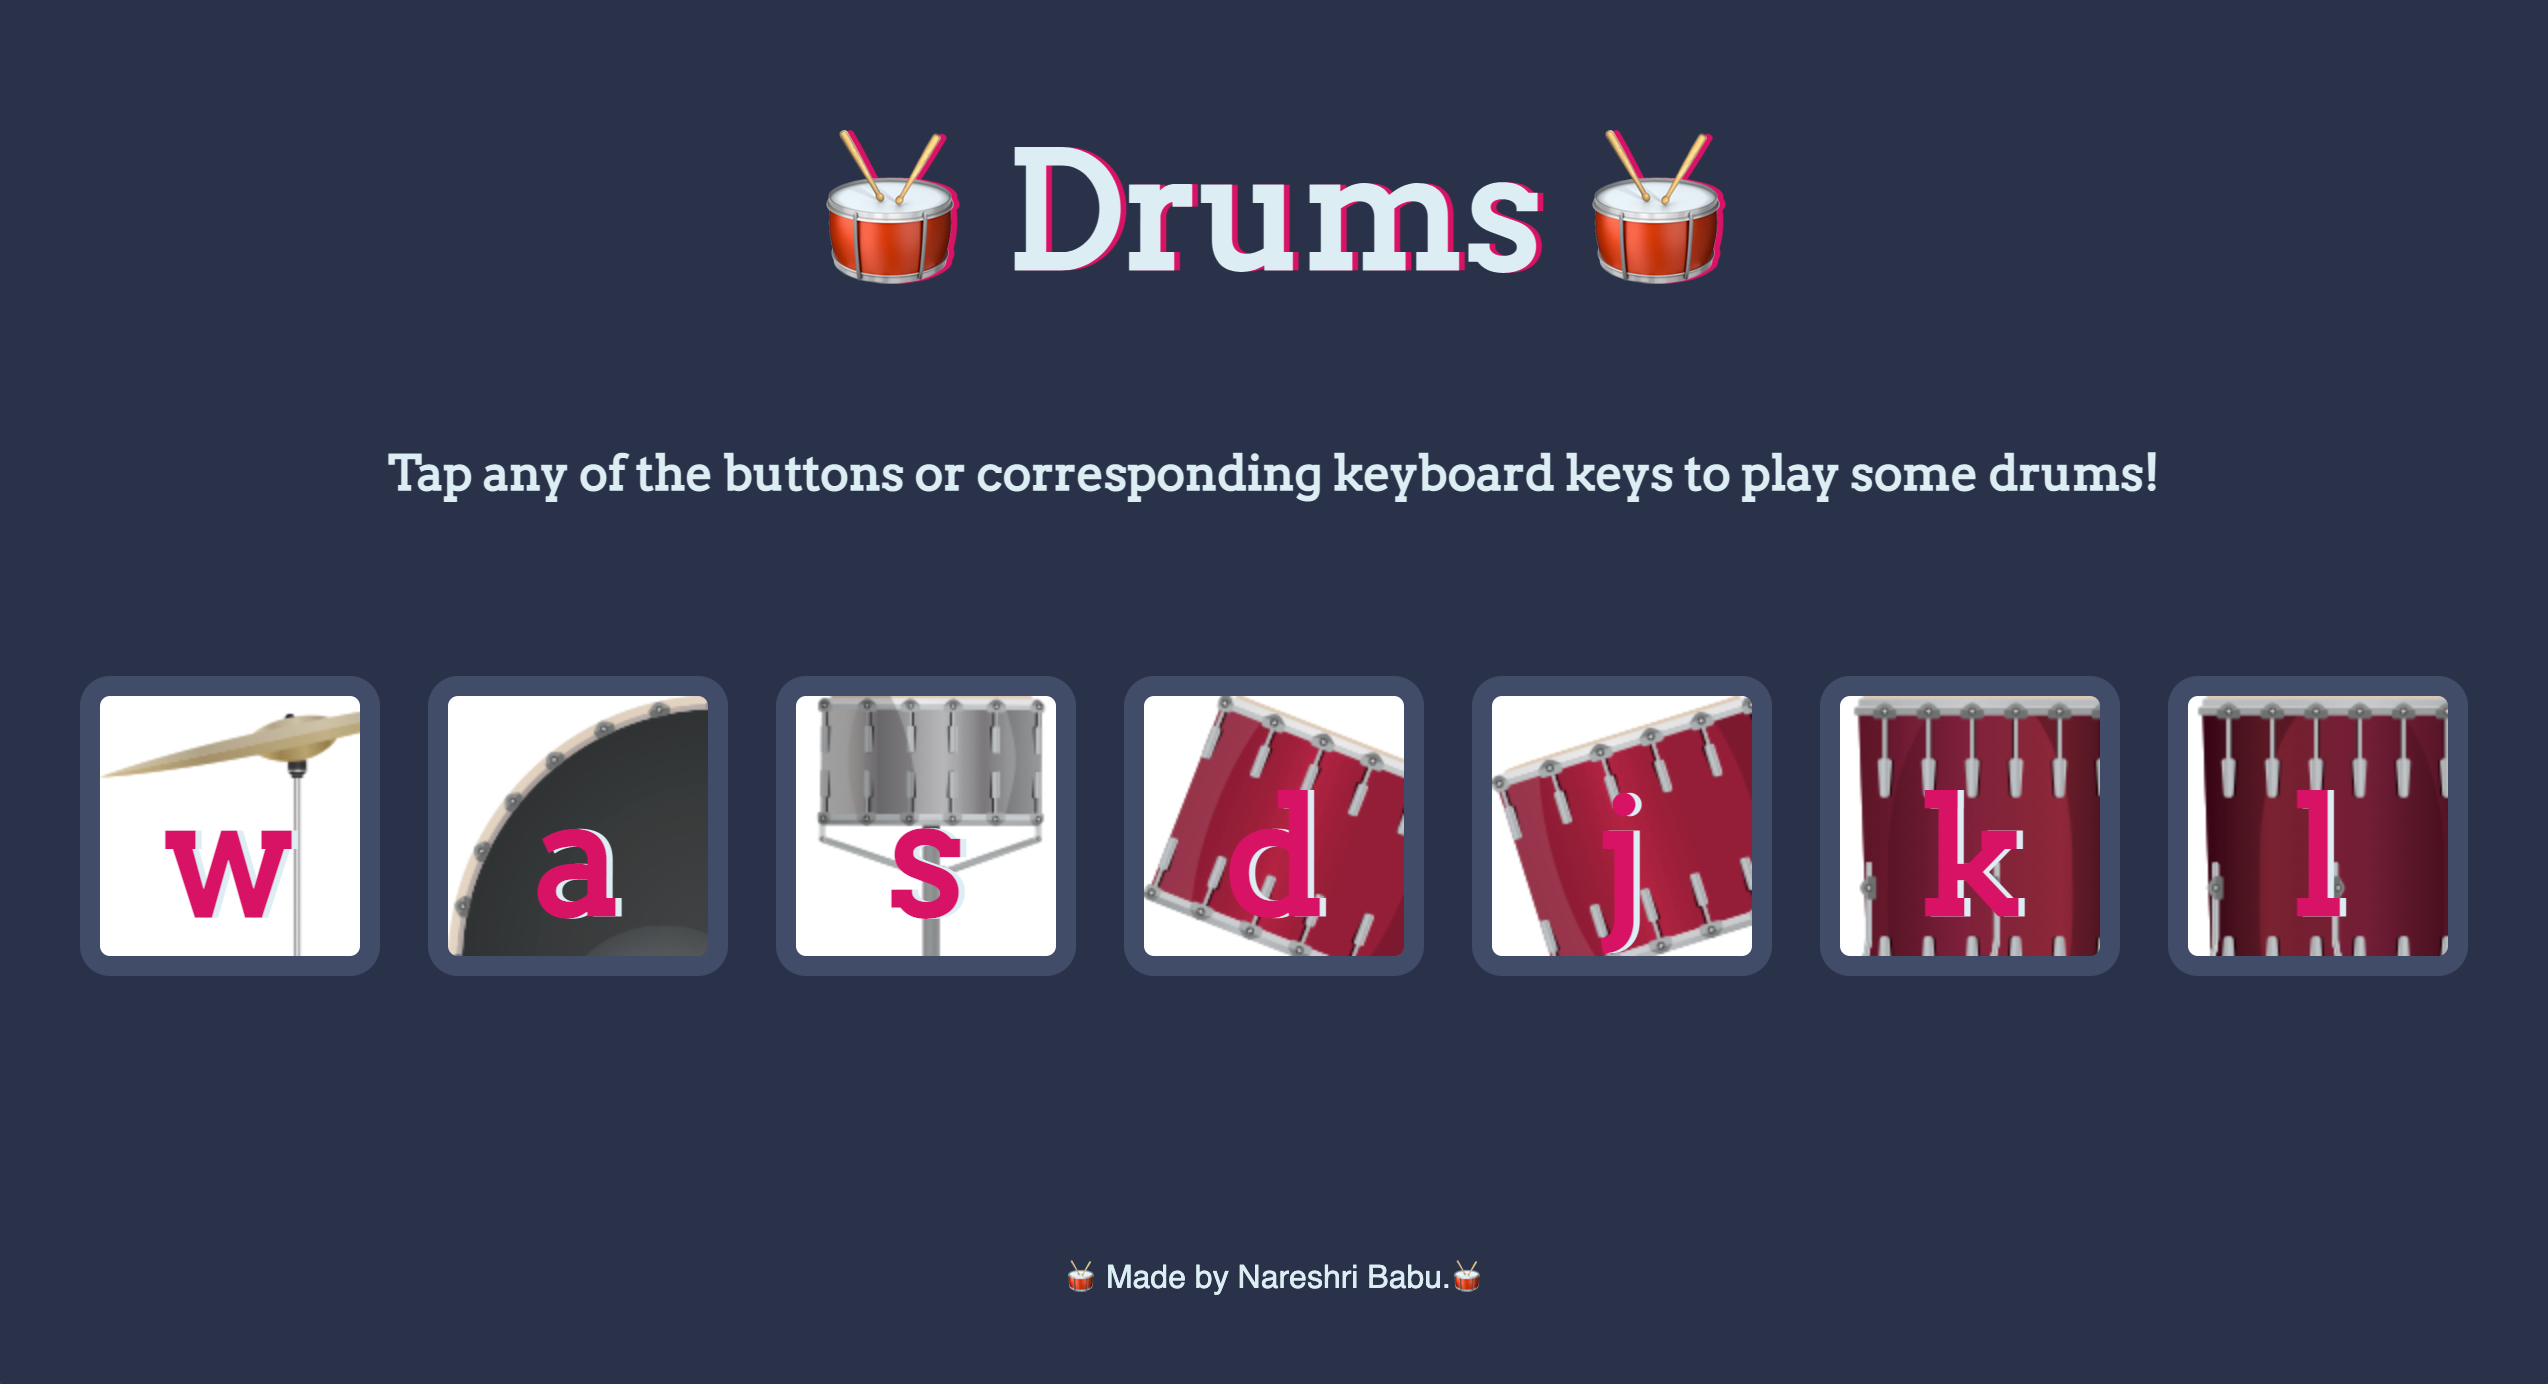 🥁 Drums 🥁
Tap any of the buttons or corresponding keyboard keys to play some drums!
w a s d j k l
🥁 Made by Nareshri Babu.🥁